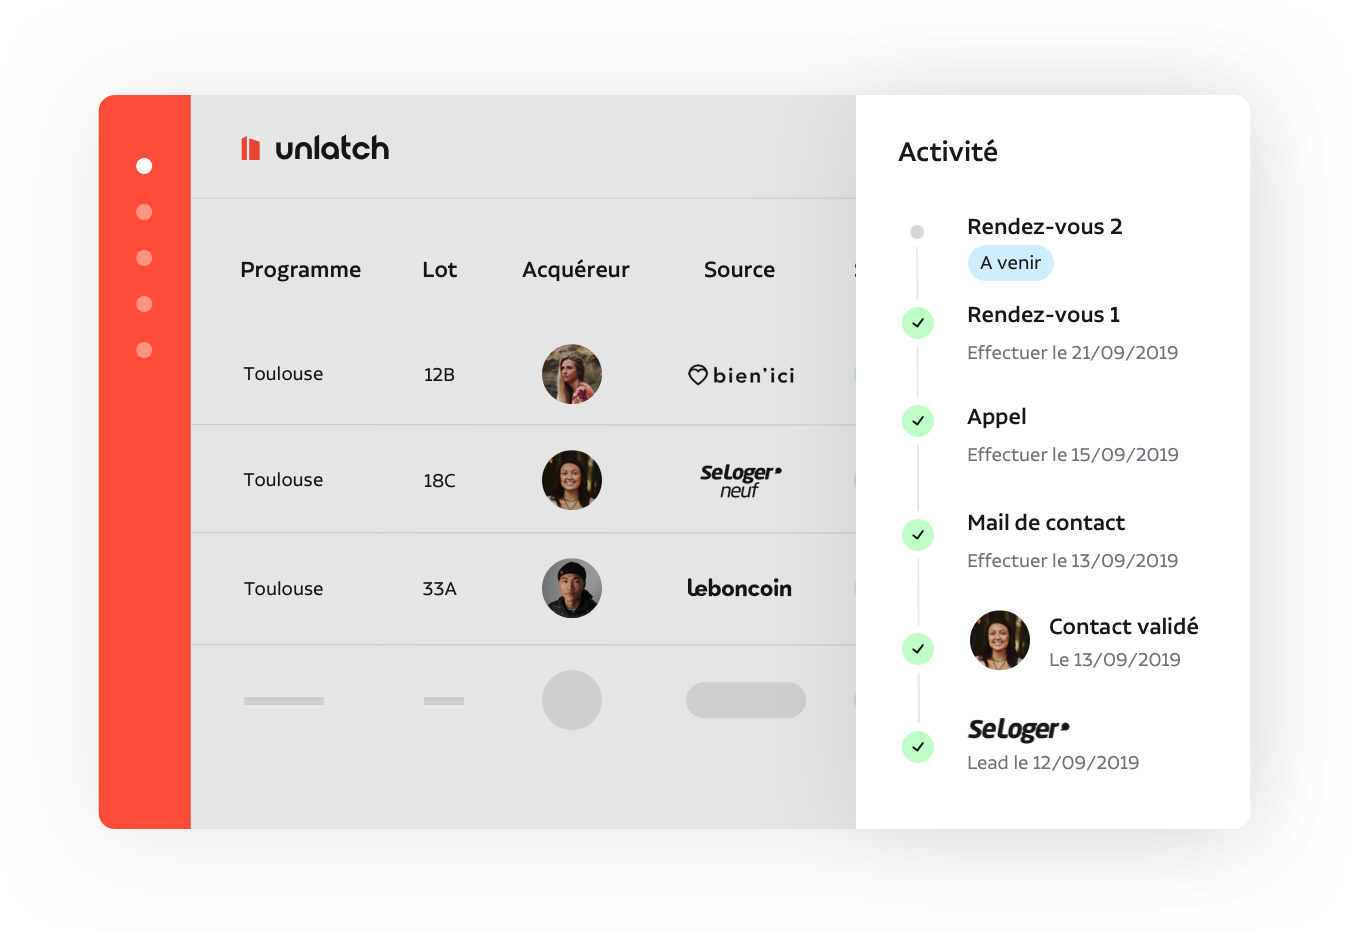 unlatch
Programme Lot Acquéreur Source
Toulouse 12B bien'ici
Toulouse 18C SeLoger neuf
Toulouse 33A leboncoin
Activité
Rendez-vous 2
A venir
Rendez-vous 1
Effectuer le 21/09/2019
Appel
Effectuer le 15/09/2019
Mail de contact
Effectuer le 13/09/2019
Contact validé
Le 13/09/2019
SeLoger
Lead le 12/09/2019